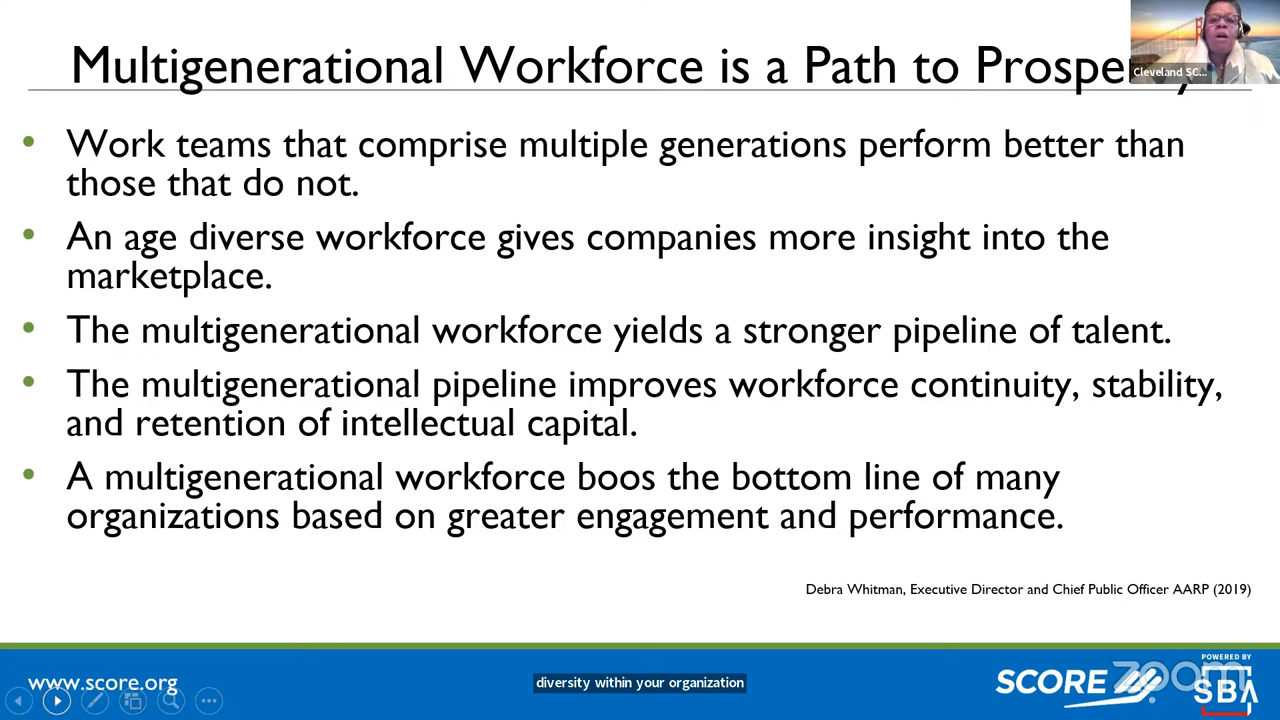 Multigenerational Workforce is a Path to Prosper
Cleveland SC...
• Work teams that comprise multiple generations perform better than
those that do not.
• An age diverse workforce gives companies more insight into the
marketplace.
• The multigenerational workforce yields a stronger pipeline of talent.
• The multigenerational pipeline improves workforce continuity, stability,
and retention of intellectual capital.
• A multigenerational workforce boos the bottom line of many
organizations based on greater engagement and performance.
Debra Whitman, Executive Director and Chief Public Officer AARP (2019)
www.score.org
diversity within your organization
SCORE
zoom
POWERED BY
SBA